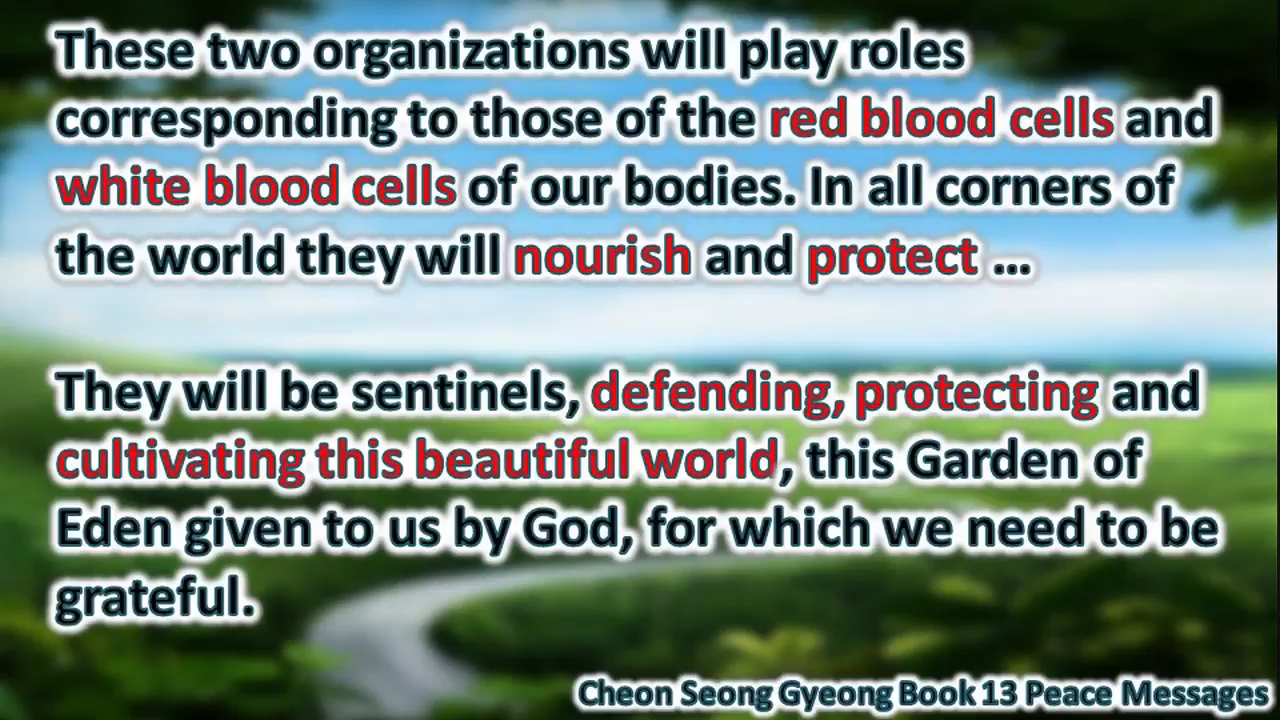 These two organizations will play roles
corresponding to those of the red blood cells and
white blood cells of our bodies. In all corners of
the world they will nourish and protect ...
They will be sentinels, defending, protecting and
cultivating this beautiful world, this Garden of
Eden given to us by God, for which we need to be
grateful.
Cheon Seong Gyeong Book 13 Peace Messages